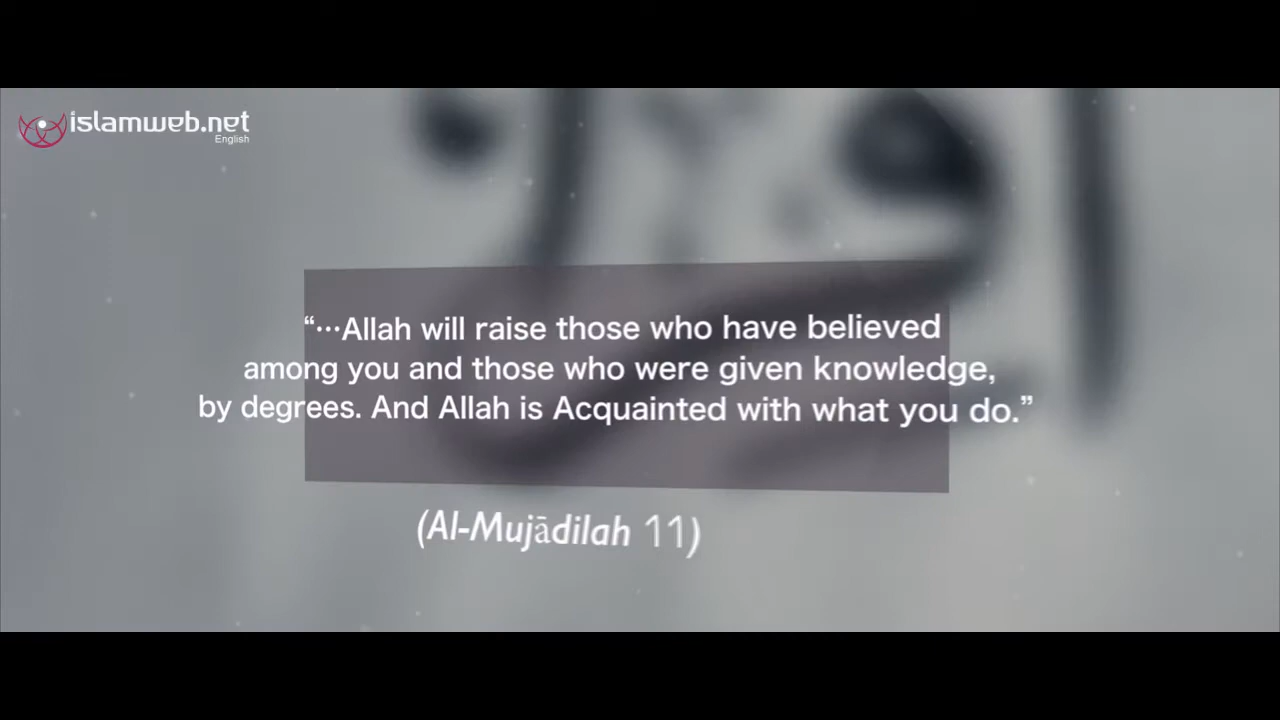 islamweb.net
English
“…Allah will raise those who have believed
among you and those who were given knowledge,
by degrees. And Allah is Acquainted with what you do.”
(Al-Mujādilah 11)